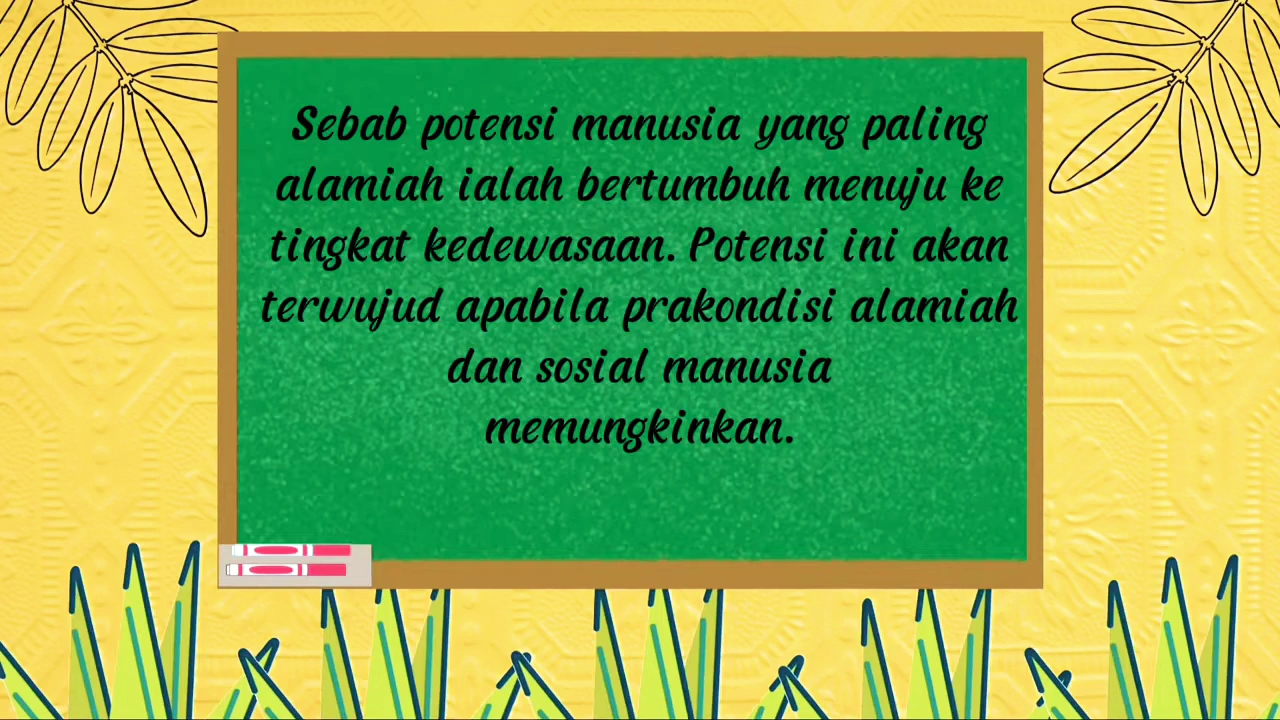 Sebab potensi manusia yang paling
alamiah ialah bertumbuh menuju ke
tingkat kedewasaan. Potensi ini akan
terwujud apabila prakondisi alamiah
dan sosial manusia
memungkinkan.